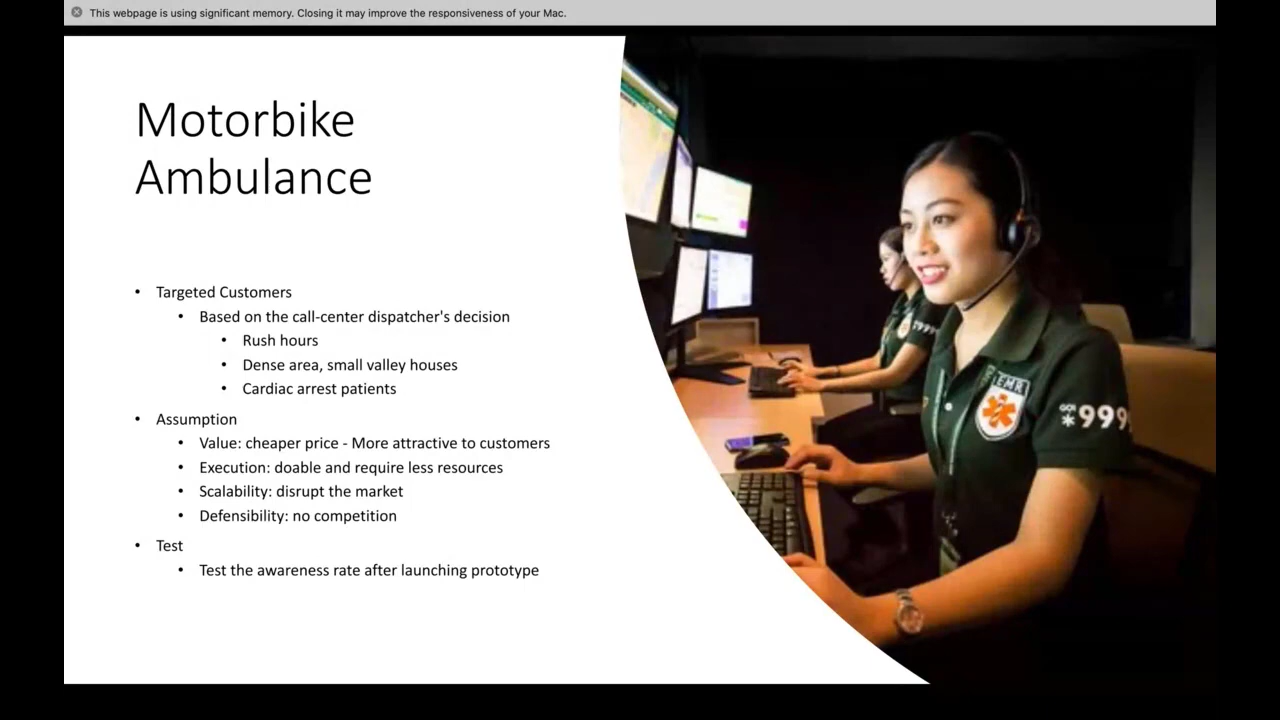 This webpage is using significant memory. Closing it may improve the responsiveness of your Mac.
Motorbike
Ambulance
• Targeted Customers
• Based on the call-center dispatcher's decision
• Rush hours
• Dense area, small valley houses
• Cardiac arrest patients
• Assumption
• Value: cheaper price - More attractive to customers
• Execution: doable and require less resources
• Scalability: disrupt the market
• Defensibility: no competition
• Test
• Test the awareness rate after launching prototype
EMR
GO! *999
999